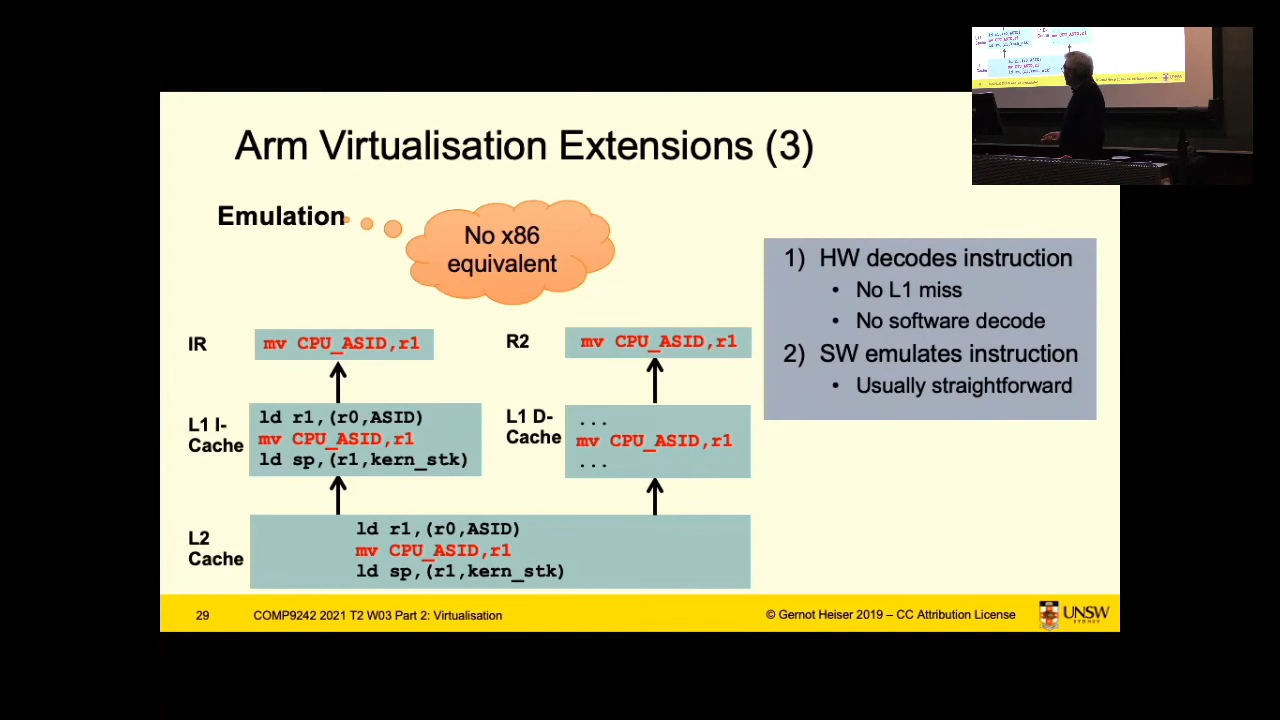 Arm Virtualisation Extensions (3)
Emulation
No x86
equivalent
1) HW decodes instruction
• No L1 miss
• No software decode
2) SW emulates instruction
• Usually straightforward
IR
mv CPU_ASID,r1
R2
mv CPU_ASID,r1
L1 I-
Cache
ld r1,(r0,ASID)
mv CPU_ASID,r1
ld sp,(r1,kern_stk)
L1 D-
Cache
...
mv CPU_ASID,r1
...
L2
Cache
ld r1,(r0,ASID)
mv CPU_ASID,r1
ld sp,(r1,kern_stk)
29
COMP9242 2021 T2 W03 Part 2: Virtualisation
© Gernot Heiser 2019 – CC Attribution License
UNSW
SYDNEY